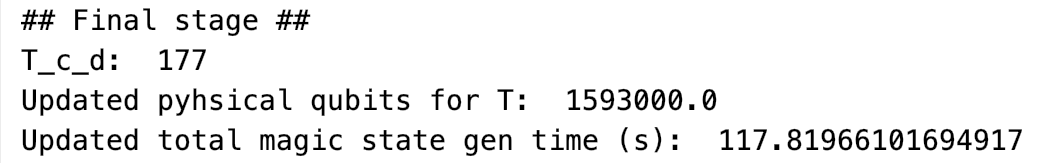 ## Final stage ##
T_c_d:  177
Updated pyhsical qubits for T:  1593000.0
Updated total magic state gen time (s):  117.81966101694917